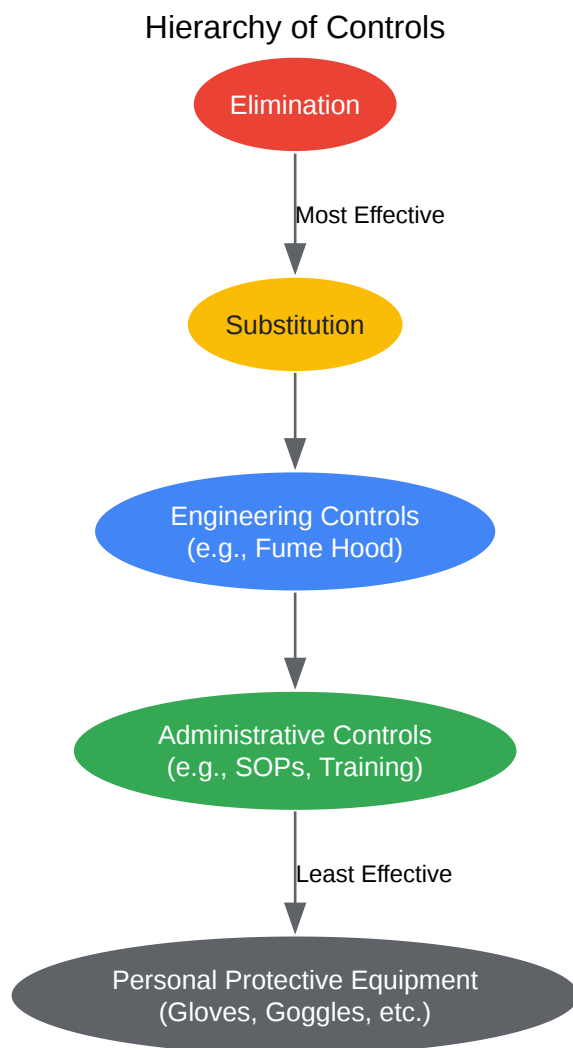 Hierarchy of Controls
Elimination
Most Effective
Substitution
Engineering Controls
(e.g., Fume Hood)
Administrative Controls
(e.g., SOPs, Training)
Least Effective
Personal Protective Equipment
(Gloves, Goggles, etc.)